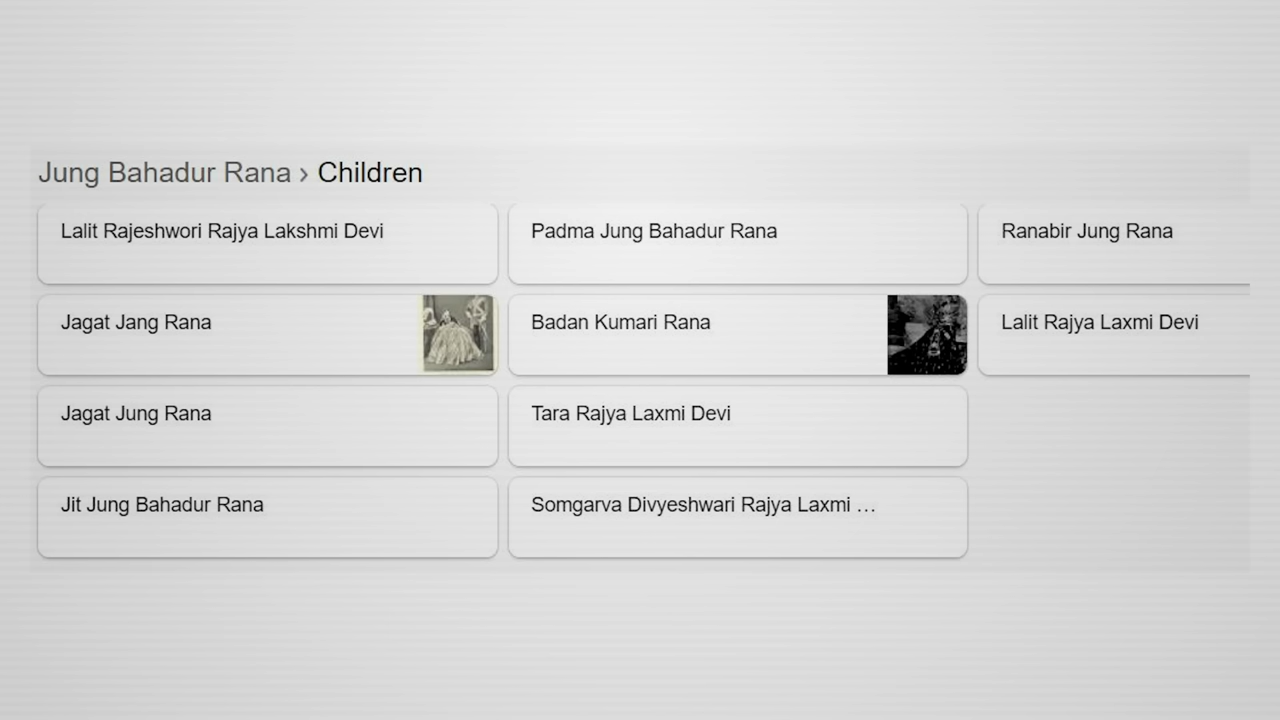 Jung Bahadur Rana › Children
Lalit Rajeshwori Rajya Lakshmi Devi
Padma Jung Bahadur Rana
Ranabir Jung Rana
Jagat Jang Rana
Badan Kumari Rana
Lalit Rajya Laxmi Devi
Jagat Jung Rana
Tara Rajya Laxmi Devi
Jit Jung Bahadur Rana
Somgarva Divyeshwari Rajya Laxmi …